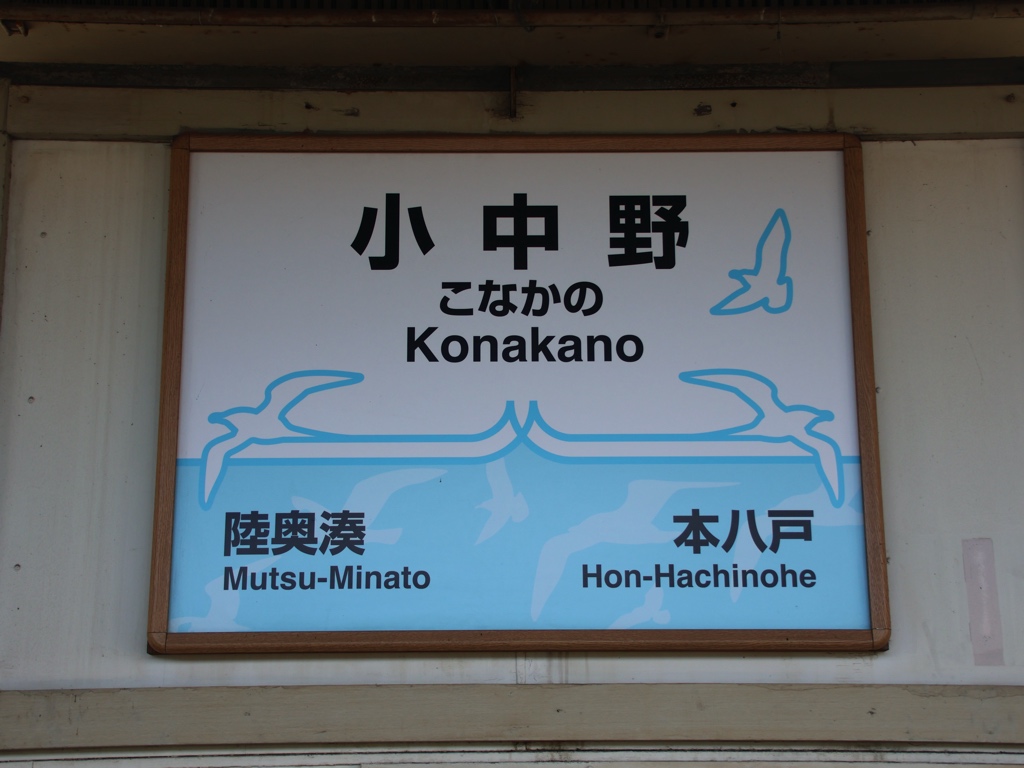 小中野
こなかの
Konakano
陸奥湊 本八戸
Mutsu-Minato Hon-Hachinohe